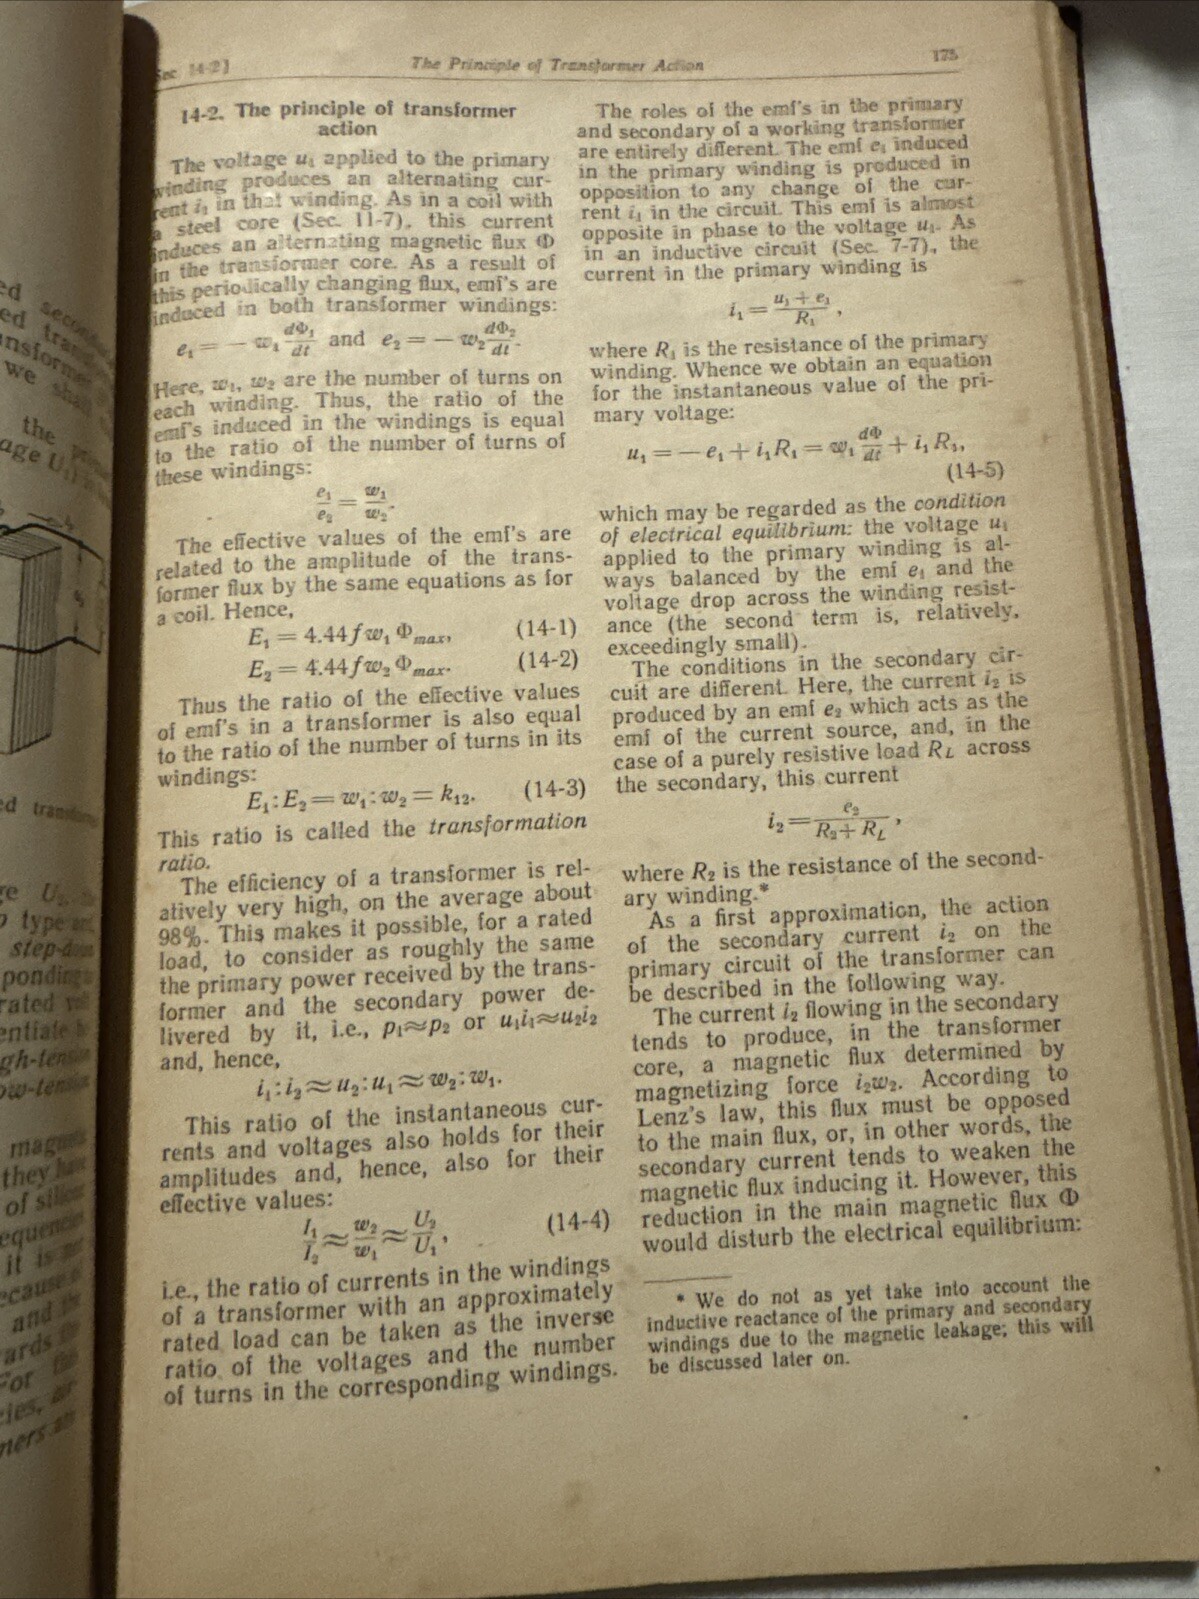 Sec. 14-2]
The Principle of Transformer Action
175
14-2. The principle of transformer
action
The voltage u₁ applied to the primary
winding produces an alternating cur-
rent i₁ in that winding. As in a coil with
a steel core (Sec. 11-7), this current
induces an alternating magnetic flux Φ
in the transformer core. As a result of
this periodically changing flux, emf's are
induced in both transformer windings:
e₁ = − w₁ dΦ₁/dt and e₂ = − w₂ dΦ₂/dt.
Here, w₁, w₂ are the number of turns on
each winding. Thus, the ratio of the
emf's induced in the windings is equal
to the ratio of the number of turns of
these windings:
e₁/e₂ = w₁/w₂.
The effective values of the emf's are
related to the amplitude of the trans-
former flux by the same equations as for
a coil. Hence,
E₁ = 4.44fw₁Φmax, (14-1)
E₂ = 4.44fw₂Φmax. (14-2)
Thus the ratio of the effective values
of emf's in a transformer is also equal
to the ratio of the number of turns in its
windings:
E₁:E₂ = w₁:w₂ = k₁₂. (14-3)
This ratio is called the transformation
ratio.
The efficiency of a transformer is rel-
atively very high, on the average about
98%. This makes it possible, for a rated
load, to consider as roughly the same
the primary power received by the trans-
former and the secondary power de-
livered by it, i.e., p₁≈p₂ or u₁i₁≈u₂i₂
and, hence,
i₁:i₂ ≈ u₂:u₁ ≈ w₂:w₁.
This ratio of the instantaneous cur-
rents and voltages also holds for their
amplitudes and, hence, also for their
effective values:
I₁/I₂ ≈ w₂/w₁ ≈ U₂/U₁, (14-4)
i.e., the ratio of currents in the windings
of a transformer with an approximately
rated load can be taken as the inverse
ratio of the voltages and the number
of turns in the corresponding windings.
The roles of the emf's in the primary
and secondary of a working transformer
are entirely different. The emf e₁ induced
in the primary winding is produced in
opposition to any change of the cur-
rent i₁ in the circuit. This emf is almost
opposite in phase to the voltage u₁. As
in an inductive circuit (Sec. 7-7), the
current in the primary winding is
i₁ = (u₁ + e₁)/R₁,
where R₁ is the resistance of the primary
winding. Whence we obtain an equation
for the instantaneous value of the pri-
mary voltage:
u₁ = − e₁ + i₁R₁ = w₁ dΦ/dt + i₁R₁,
(14-5)
which may be regarded as the condition
of electrical equilibrium: the voltage u₁
applied to the primary winding is al-
ways balanced by the emf e₁ and the
voltage drop across the winding resist-
ance (the second term is, relatively,
exceedingly small).
The conditions in the secondary cir-
cuit are different. Here, the current i₂ is
produced by an emf e₂ which acts as the
emf of the current source, and, in the
case of a purely resistive load RL across
the secondary, this current
i₂ = e₂/(R₂ + RL),
where R₂ is the resistance of the second-
ary winding.*
As a first approximation, the action
of the secondary current i₂ on the
primary circuit of the transformer can
be described in the following way.
The current i₂ flowing in the secondary
tends to produce, in the transformer
core, a magnetic flux determined by
magnetizing force i₂w₂. According to
Lenz's law, this flux must be opposed
to the main flux, or, in other words, the
secondary current tends to weaken the
magnetic flux inducing it. However, this
reduction in the main magnetic flux Φ
would disturb the electrical equilibrium:
* We do not as yet take into account the
inductive reactance of the primary and secondary
windings due to the magnetic leakage; this will
be discussed later on.